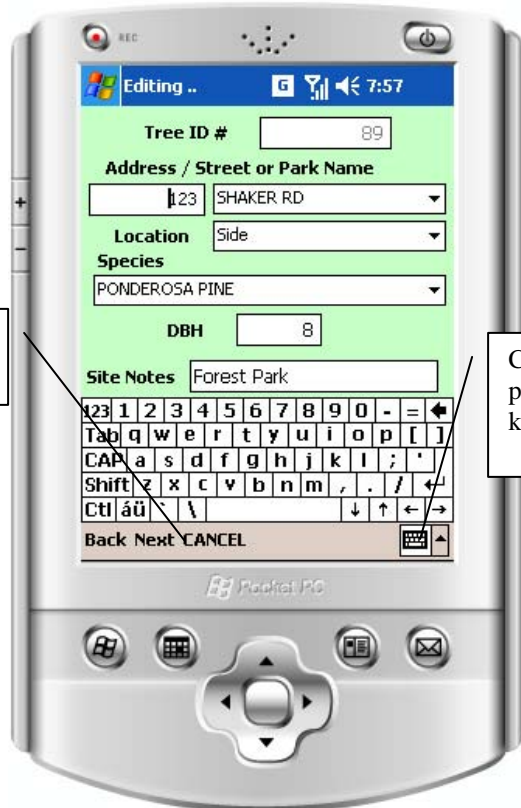 REC
Editing .. G 7:57
Tree ID # 89
Address / Street or Park Name
123 SHAKER RD
Location Side
Species
PONDEROSA PINE
DBH 8
Site Notes Forest Park
C
p
k
123 1 2 3 4 5 6 7 8 9 0 - =
Tab q w e r t y u i o p [ ]
CAP a s d f g h j k l ; '
Shift z x c v b n m , . /
Ctl áü ` \
Back Next CANCEL
Pocket PC